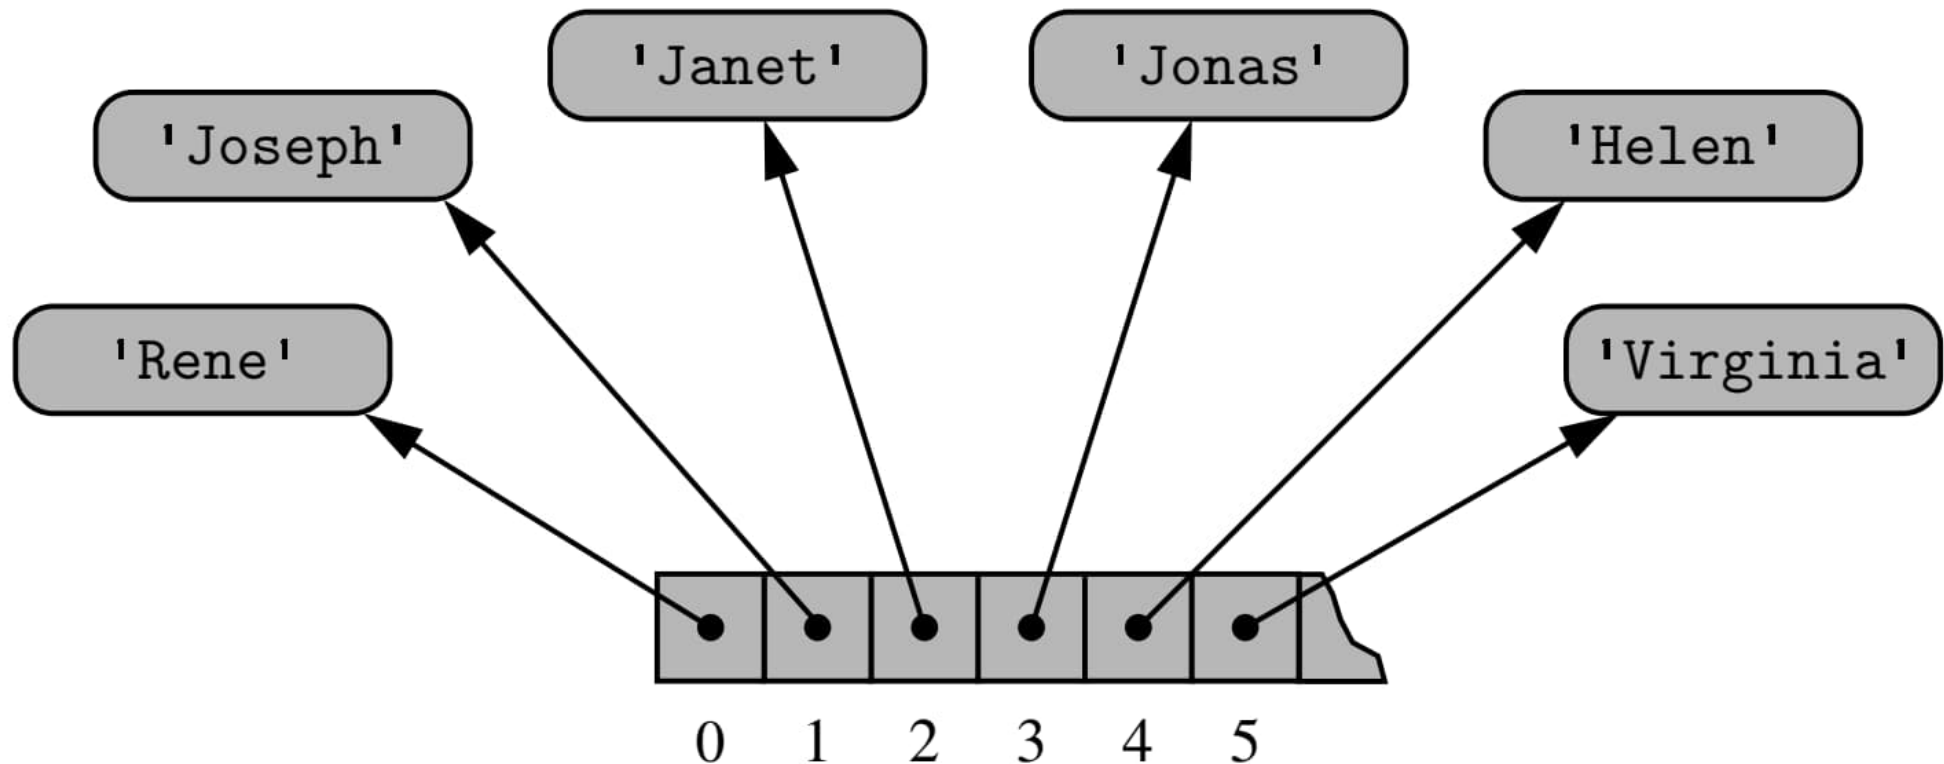 'Janet'
'Jonas'
'Joseph'
'Helen'
'Rene'
'Virginia'
0 1 2 3 4 5